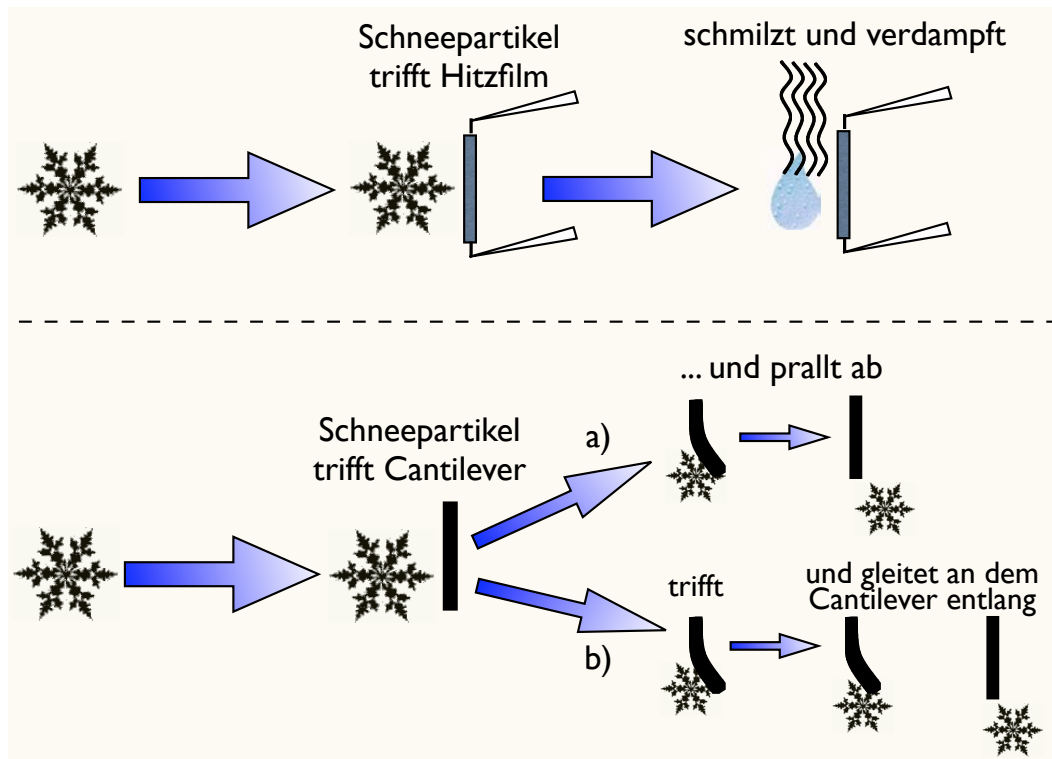 Schneepartikel
trifft Hitzfilm
schmilzt und verdampft
Schneepartikel
trifft Cantilever
a)
... und prallt ab
b)
trifft
und gleitet an dem
Cantilever entlang